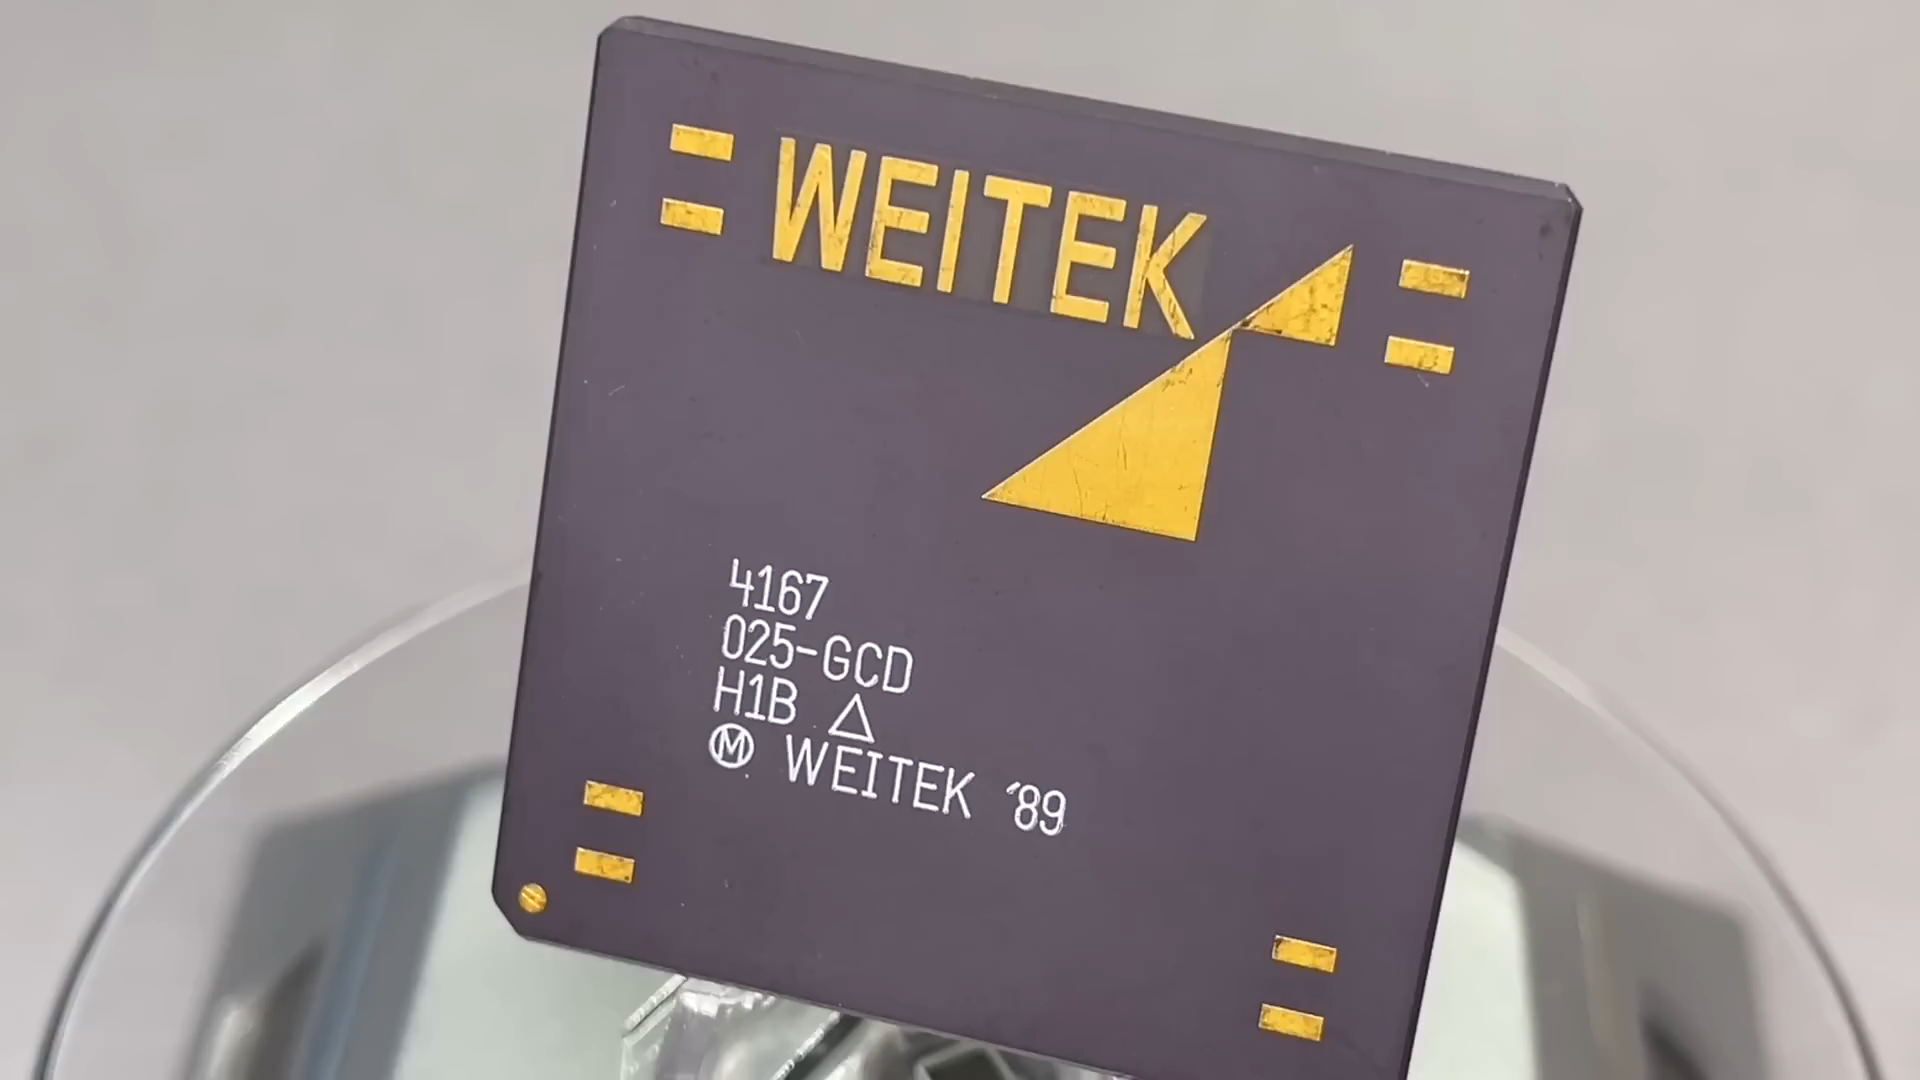 WEITEK
4167
025-GCD
H1B △
Ⓜ WEITEK '89